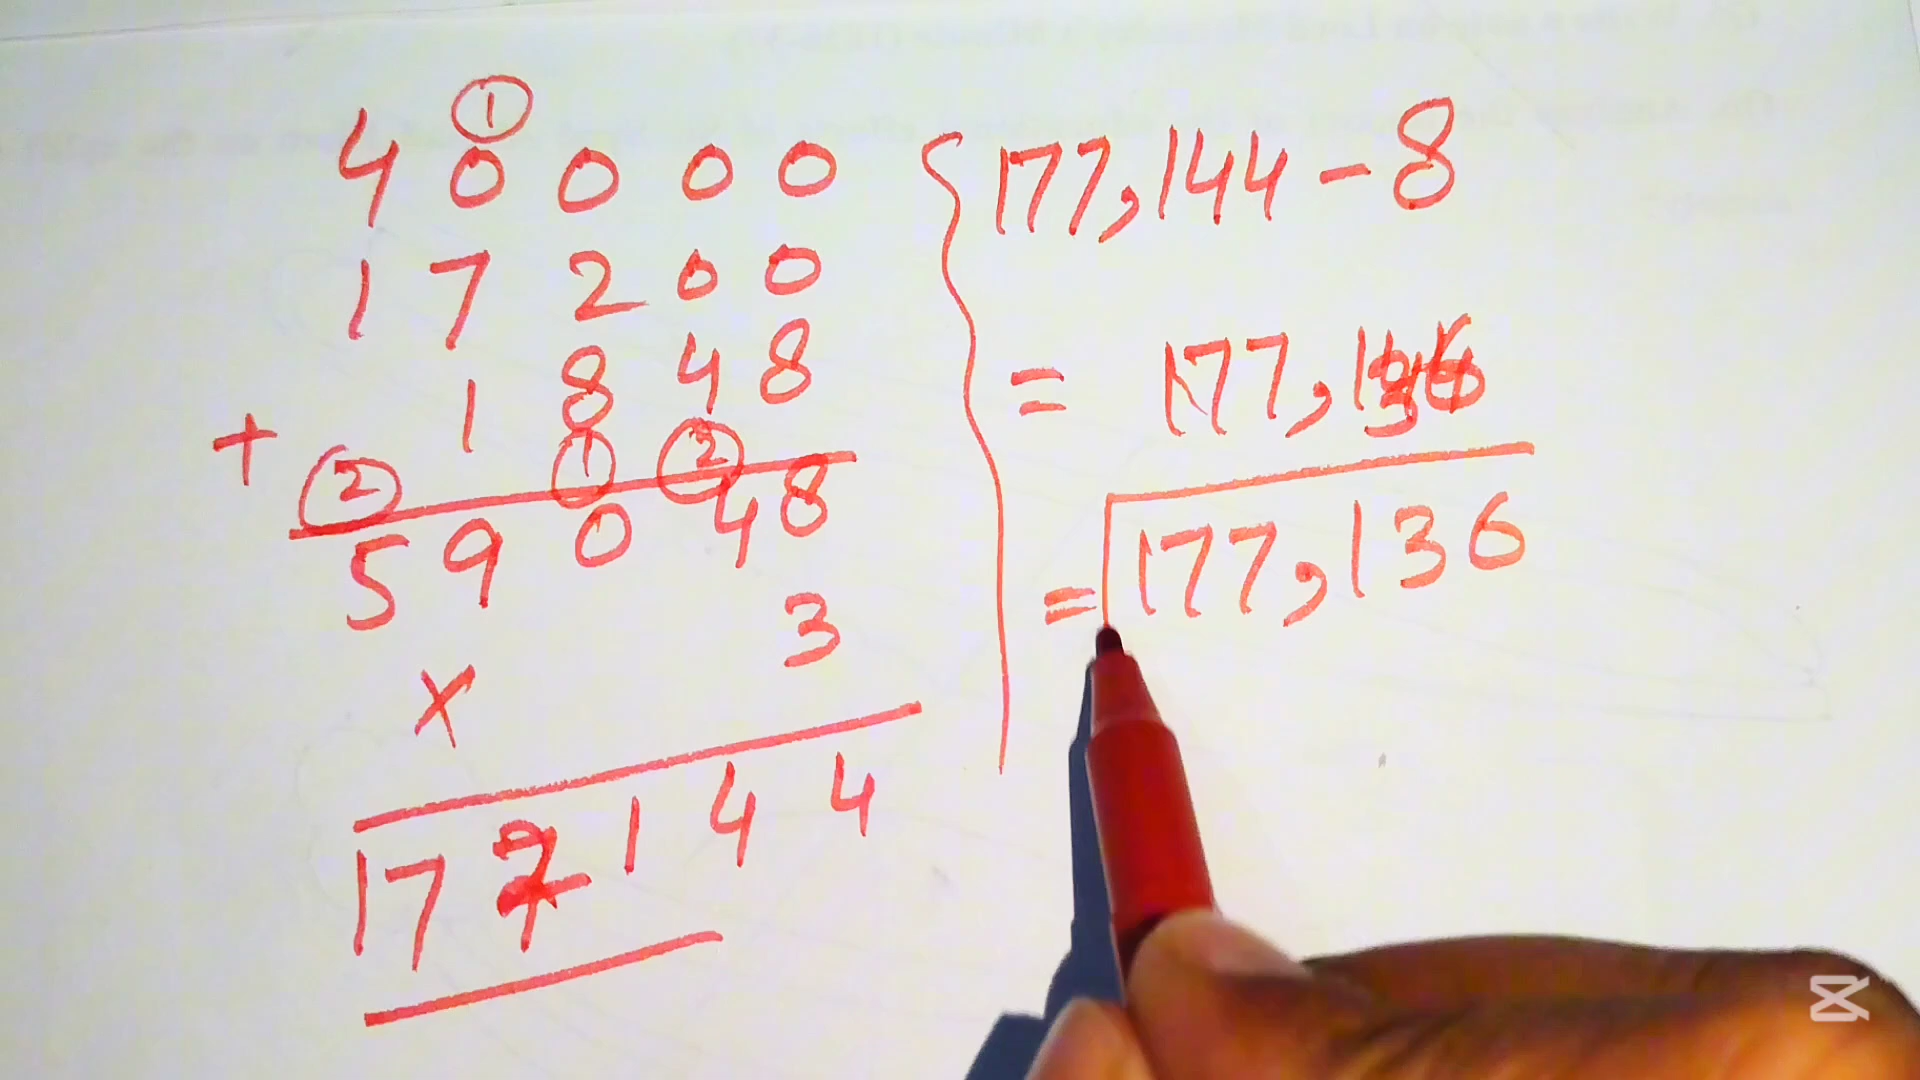 ①
4 0 0 0 0
1 7 2 0 0
1 8 4 8
+
② ① ②
5 9 0 4 8
3
×
1 7 7 1 4 4
177,144 - 8
= 177,136
= 177,136